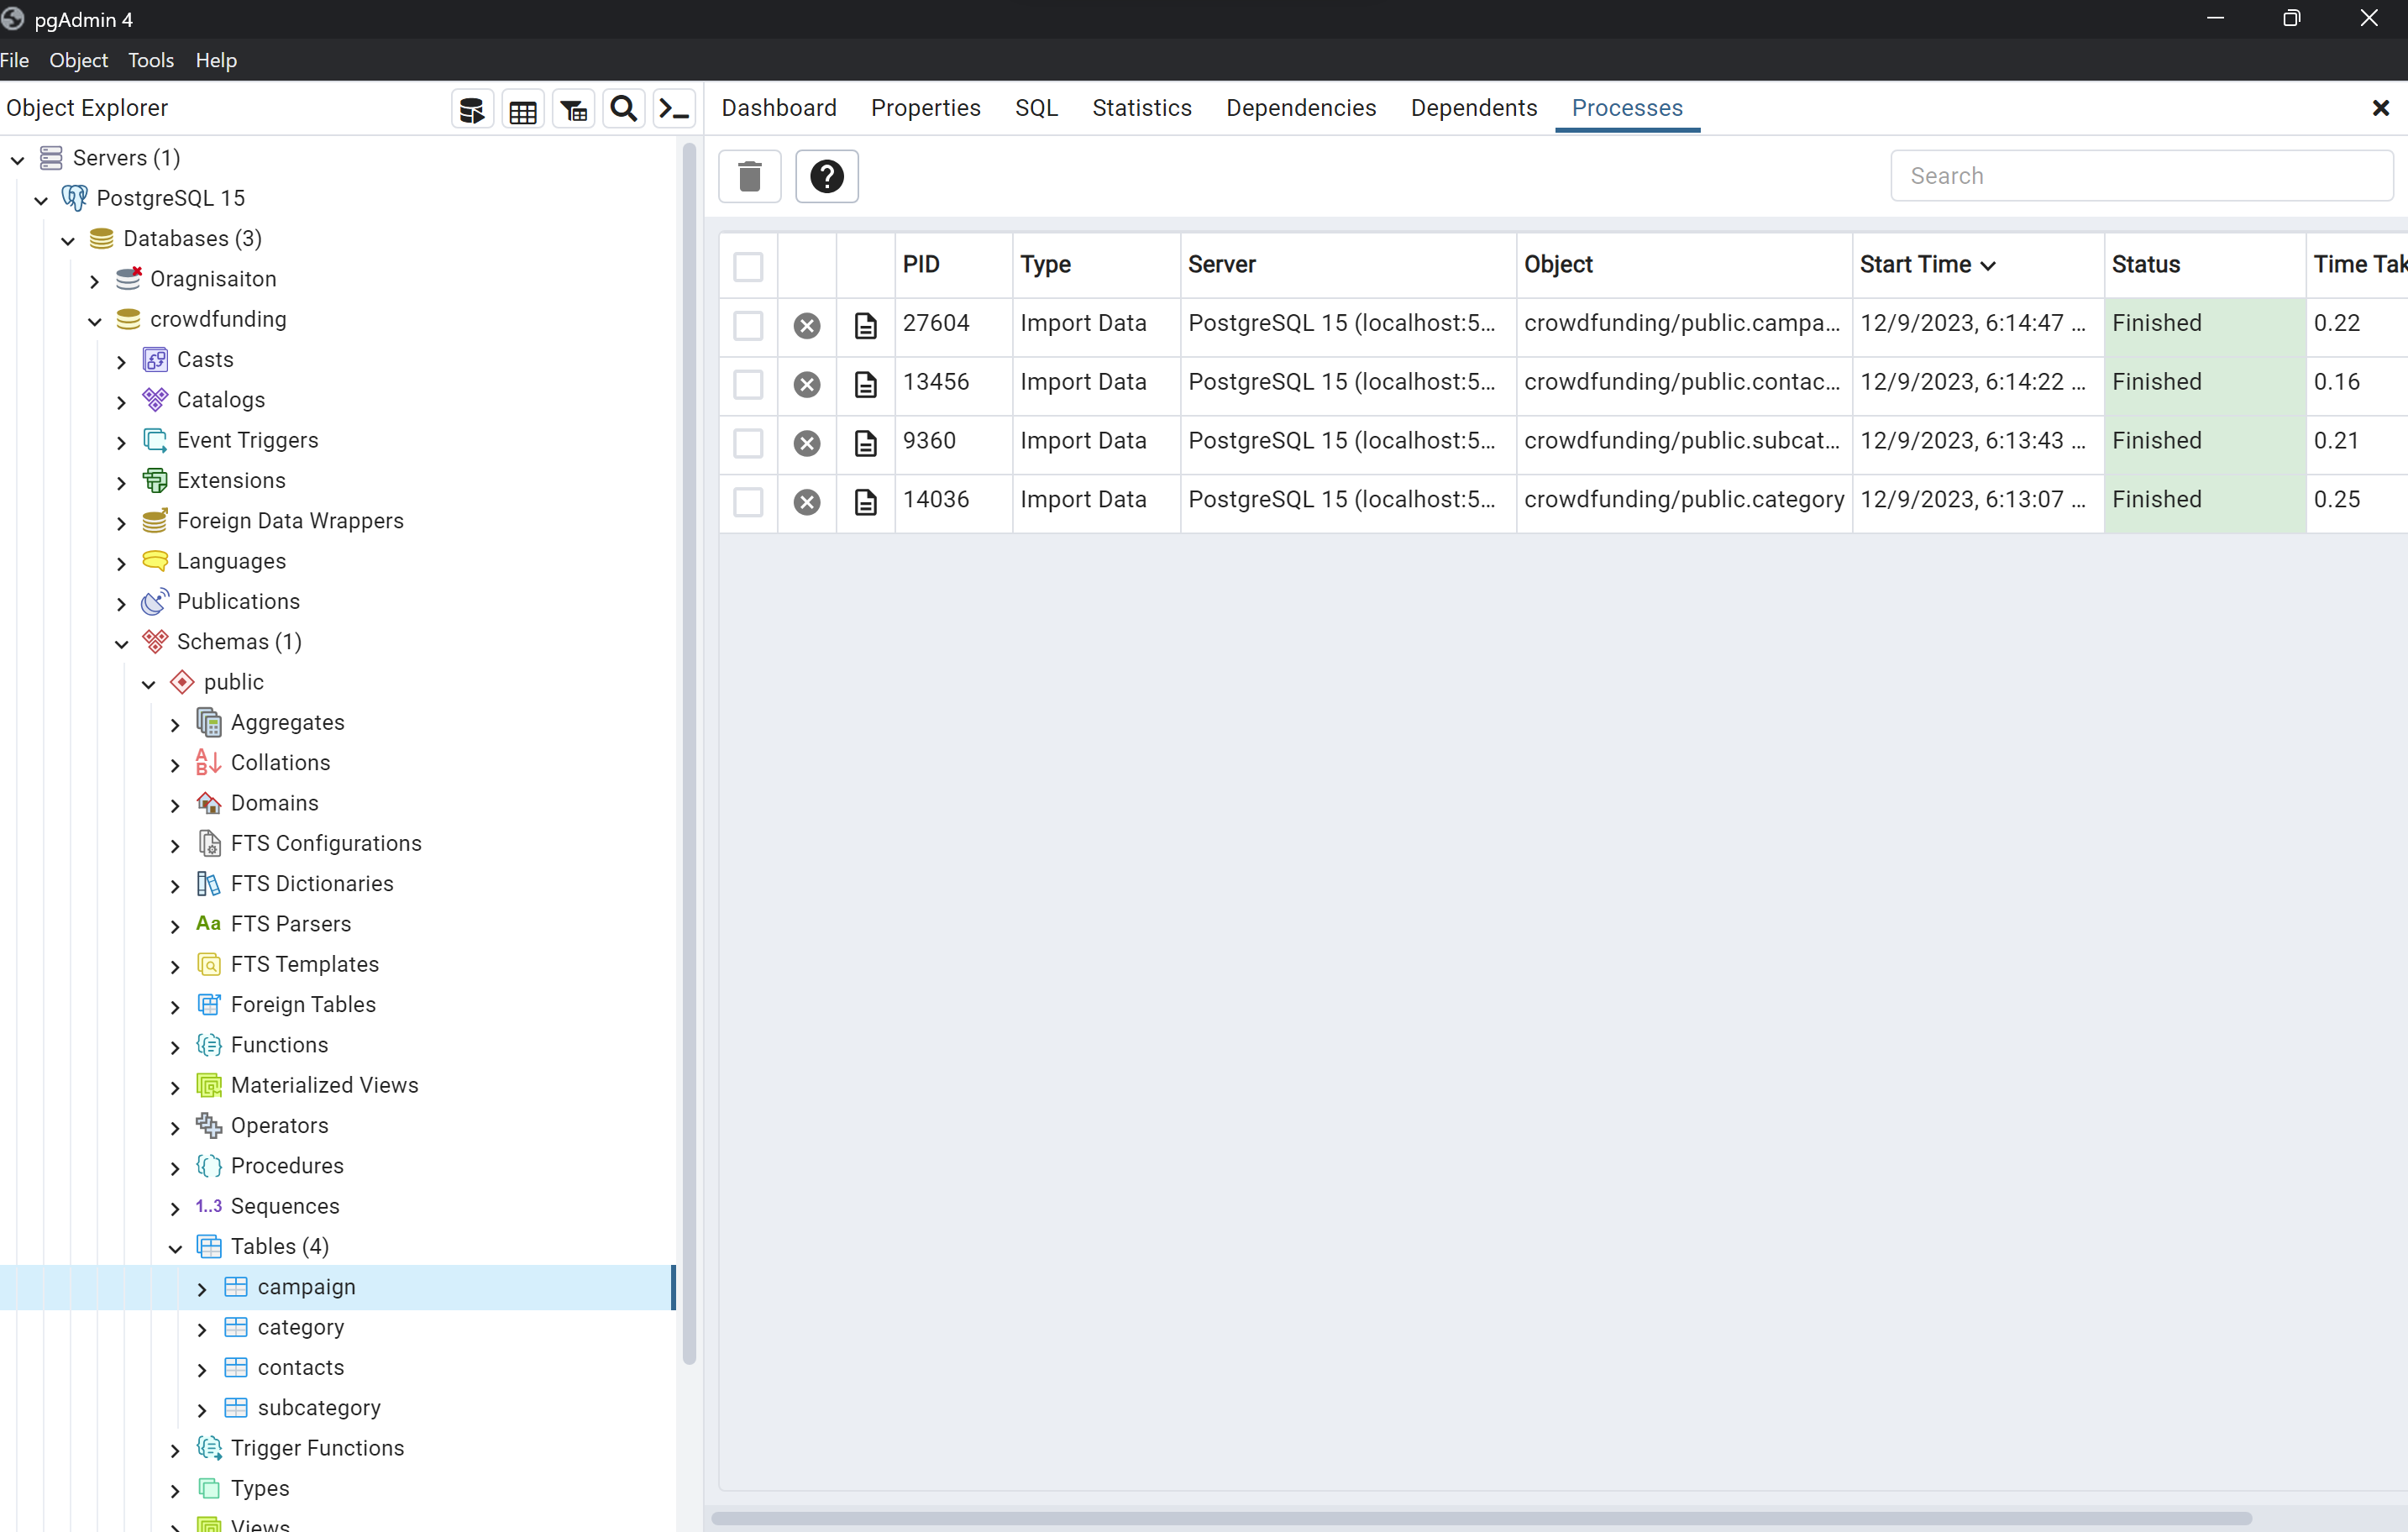 pgAdmin 4
File Object Tools Help
Object Explorer
Dashboard Properties SQL Statistics Dependencies Dependents Processes
Search
Servers (1)
PostgreSQL 15
Databases (3)
Oragnisaiton
crowdfunding
Casts
Catalogs
Event Triggers
Extensions
Foreign Data Wrappers
Languages
Publications
Schemas (1)
public
Aggregates
Collations
Domains
FTS Configurations
FTS Dictionaries
Aa FTS Parsers
FTS Templates
Foreign Tables
Functions
Materialized Views
Operators
Procedures
1..3 Sequences
Tables (4)
campaign
category
contacts
subcategory
Trigger Functions
Types
Views
PID Type Server Object Start Time Status Time Tak
27604 Import Data PostgreSQL 15 (localhost:5... crowdfunding/public.campa... 12/9/2023, 6:14:47 ... Finished 0.22
13456 Import Data PostgreSQL 15 (localhost:5... crowdfunding/public.contac... 12/9/2023, 6:14:22 ... Finished 0.16
9360 Import Data PostgreSQL 15 (localhost:5... crowdfunding/public.subcat... 12/9/2023, 6:13:43 ... Finished 0.21
14036 Import Data PostgreSQL 15 (localhost:5... crowdfunding/public.category 12/9/2023, 6:13:07 ... Finished 0.25